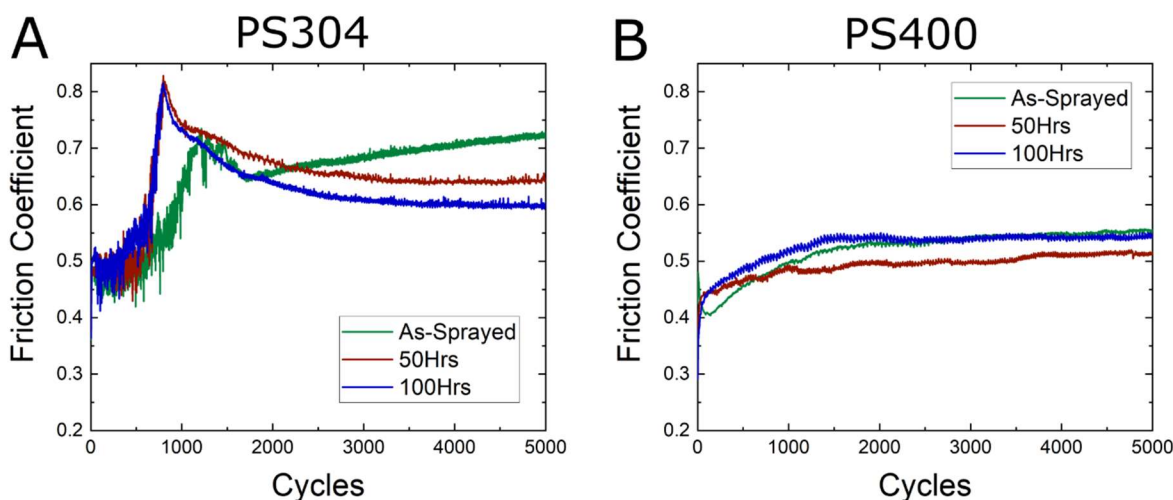 A
PS304
Friction Coefficient
0.8
0.7
0.6
0.5
0.4
0.3
0.2
As-Sprayed
50Hrs
100Hrs
0
1000
2000
3000
4000
5000
Cycles
B
PS400
Friction Coefficient
0.8
0.7
0.6
0.5
0.4
0.3
0.2
As-Sprayed
50Hrs
100Hrs
0
1000
2000
3000
4000
5000
Cycles